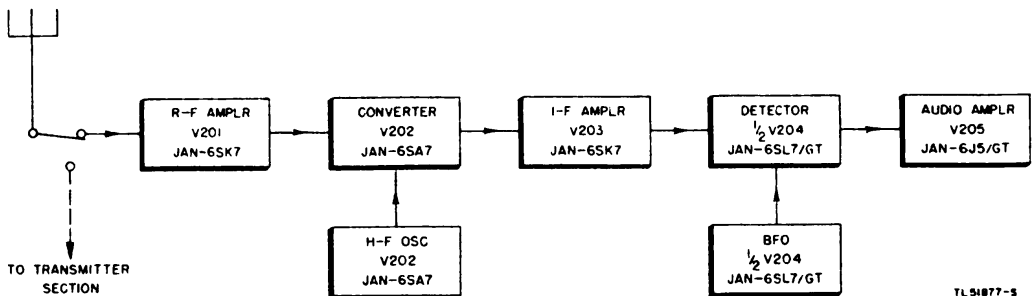 R-F AMPLR
V201
JAN-6SK7
CONVERTER
V202
JAN-6SA7
I-F AMPLR
V203
JAN-6SK7
DETECTOR
½ V204
JAN-6SL7/GT
AUDIO AMPLR
V205
JAN-6J5/GT
H-F OSC
V202
JAN-6SA7
BFO
½ V204
JAN-6SL7/GT
TO TRANSMITTER
SECTION
TL 51877-S